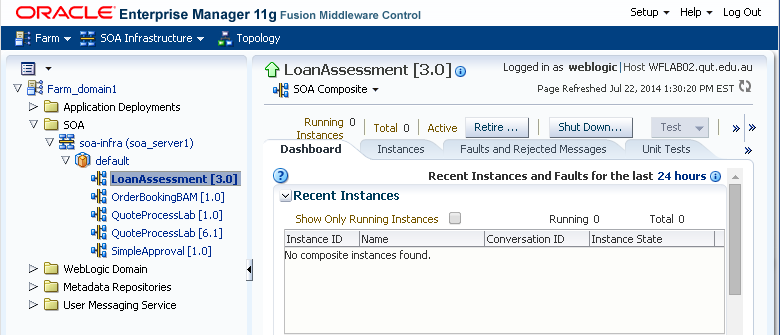 ORACLE Enterprise Manager 11g Fusion Middleware Control
Setup Help Log Out
Farm SOA Infrastructure Topology
Farm_domain1
Application Deployments
SOA
soa-infra (soa_server1)
default
LoanAssessment [3.0]
OrderBookingBAM [1.0]
QuoteProcessLab [1.0]
QuoteProcessLab [6.1]
SimpleApproval [1.0]
WebLogic Domain
Metadata Repositories
User Messaging Service
LoanAssessment [3.0]
Logged in as weblogic|Host WFLAB02.qut.edu.au
SOA Composite
Page Refreshed Jul 22, 2014 1:30:20 PM EST
Running Instances 0 Total 0 Active Retire ... Shut Down... Test
Dashboard Instances Faults and Rejected Messages Unit Tests
Recent Instances and Faults for the last 24 hours
Recent Instances
Show Only Running Instances Running 0 Total 0
Instance ID Name Conversation ID Instance State
No composite instances found.